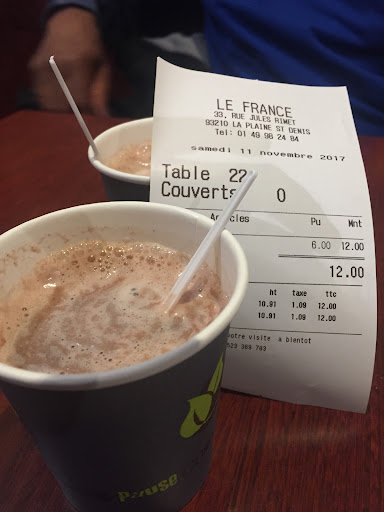 LE FRANCE
33, RUE JULES RIMET
93210 LA PLAINE ST DENIS
Tel: 01 49 98 24 84
samedi 11 novembre 2017
Table 22
Couverts 0
Articles Pu Mnt
6.00 12.00
12.00
ht taxe ttc
10.91 1.09 12.00
10.91 1.09 12.00
votre visite a bientot
Pause